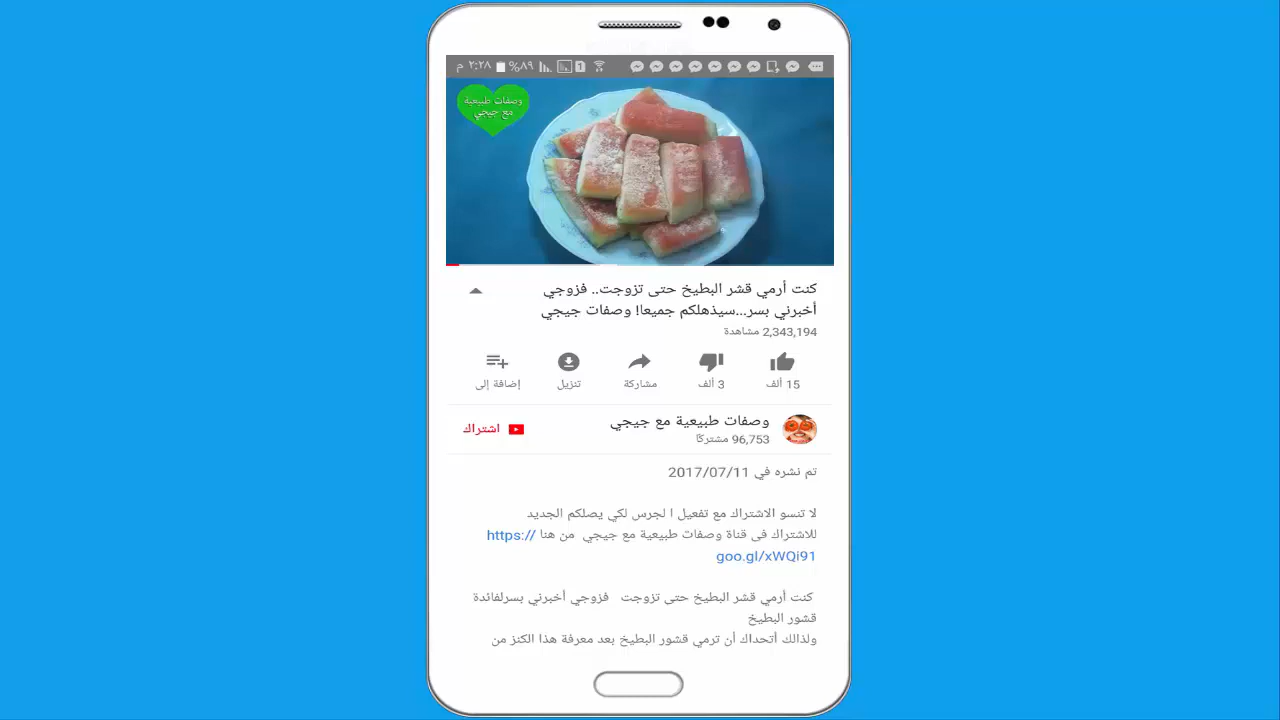 ٢:٢٨ م
%٨٩
1
وصفات طبيعية
مع جيجي
كنت أرمي قشر البطيخ حتى تزوجت.. فزوجي
أخبرني بسر...سيذهلكم جميعا! وصفات جيجي
2,343,194 مشاهدة
15 ألف
3 ألف
مشاركة
تنزيل
إضافة إلى
وصفات طبيعية مع جيجي
96,753 مشتركًا
اشتراك
تم نشره في 2017/07/11
لا تنسو الاشتراك مع تفعيل ا لجرس لكي يصلكم الجديد
للاشتراك فى قناة وصفات طبيعية مع جيجي من هنا https://
goo.gl/xWQi91
كنت أرمي قشر البطيخ حتى تزوجت فزوجي أخبرني بسرلفائدة
قشور البطيخ
ولذالك أتحداك أن ترمي قشور البطيخ بعد معرفة هذا الكنز من